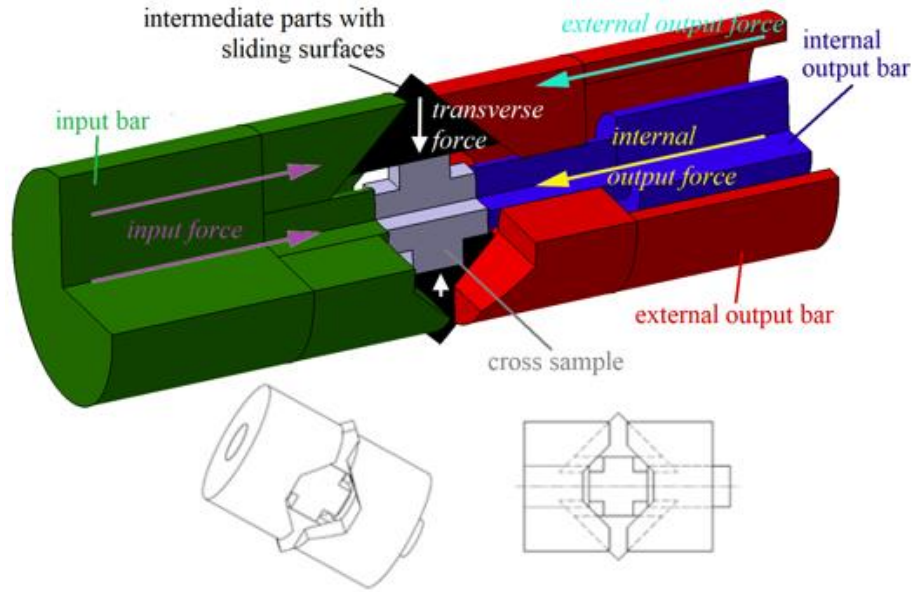 intermediate parts with
sliding surfaces
external output force
internal
output bar
input bar
transverse
force
internal
output force
input force
external output bar
cross sample